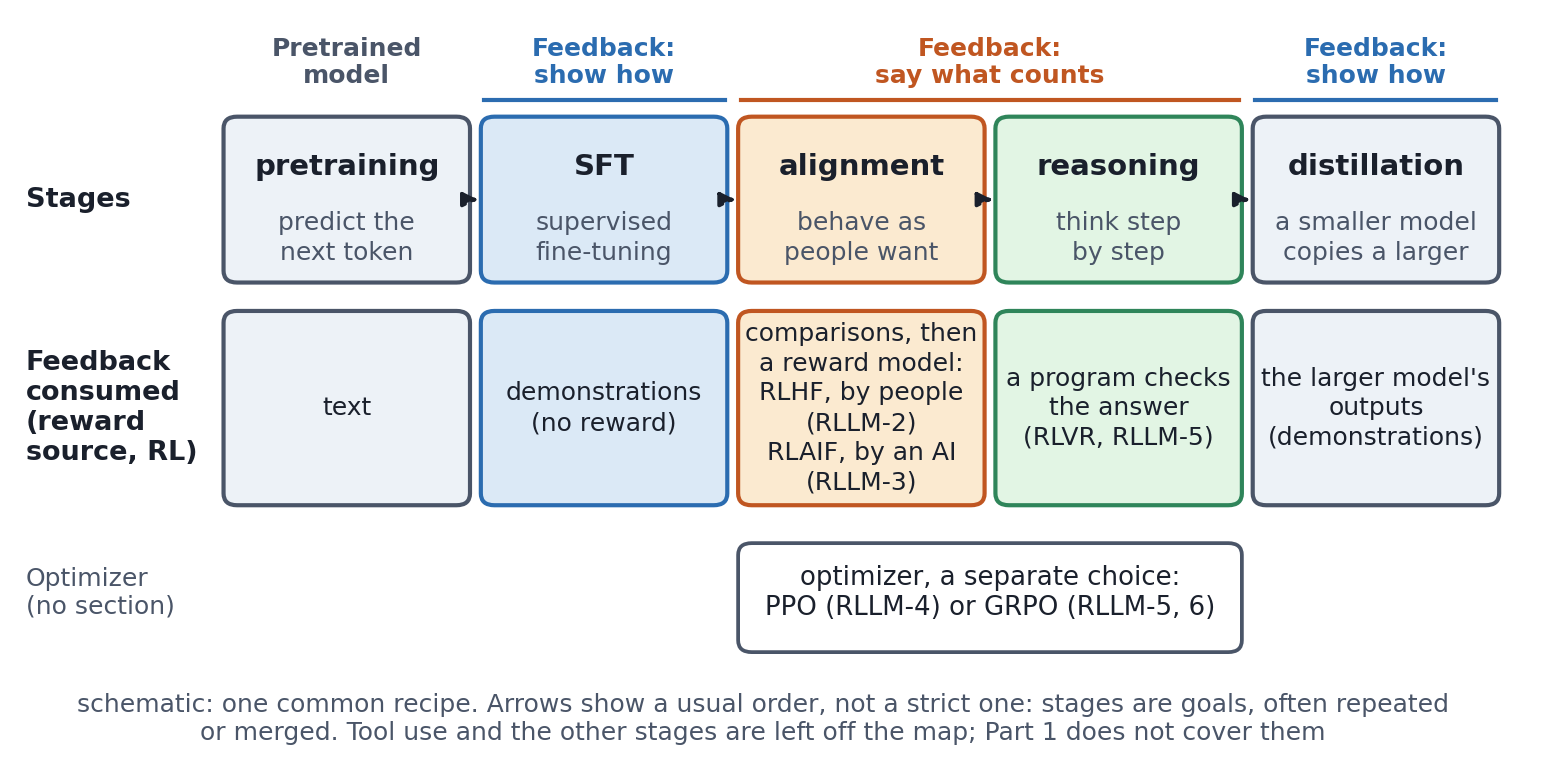 Pretrained
model
Feedback:
show how
Feedback:
say what counts
Feedback:
show how
Stages
pretraining
predict the
next token
SFT
supervised
fine-tuning
alignment
behave as
people want
reasoning
think step
by step
distillation
a smaller model
copies a larger
Feedback
consumed
(reward
source, RL)
text
demonstrations
(no reward)
comparisons, then
a reward model:
RLHF, by people
(RLLM-2)
RLAIF, by an AI
(RLLM-3)
a program checks
the answer
(RLVR, RLLM-5)
the larger model's
outputs
(demonstrations)
Optimizer
(no section)
optimizer, a separate choice:
PPO (RLLM-4) or GRPO (RLLM-5, 6)
schematic: one common recipe. Arrows show a usual order, not a strict one: stages are goals, often repeated
or merged. Tool use and the other stages are left off the map; Part 1 does not cover them